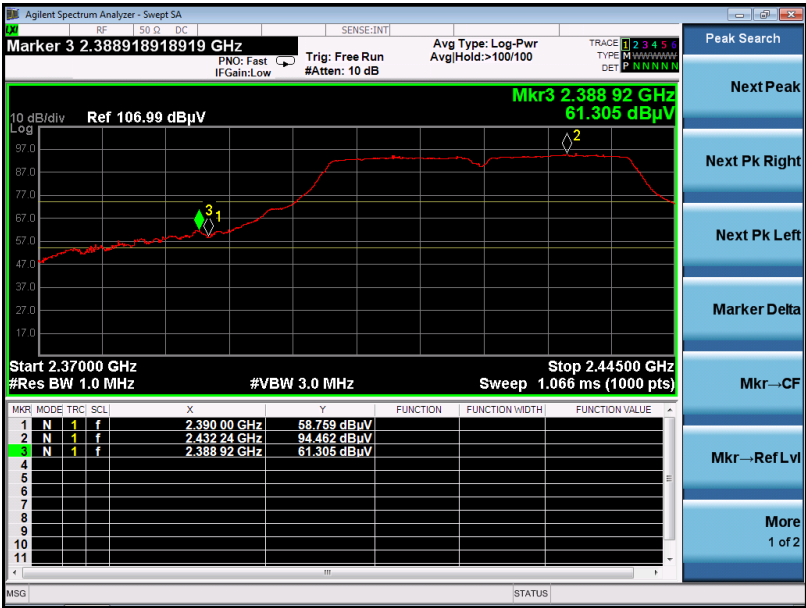 Agilent Spectrum Analyzer - Swept SA
LXI RF 50 Ω DC SENSE:INT
Marker 3 2.388918918919 GHz
PNO: Fast
IFGain:Low
Trig: Free Run
#Atten: 10 dB
Avg Type: Log-Pwr
Avg|Hold:>100/100
TRACE 1 2 3 4 5 6
TYPE M WWWWW
DET P N N N N N
Mkr3 2.388 92 GHz
61.305 dBµV
10 dB/div Ref 106.99 dBµV
Log
97.0
87.0
77.0
67.0
57.0
47.0
37.0
27.0
17.0
2
3
1
Start 2.37000 GHz Stop 2.44500 GHz
#Res BW 1.0 MHz #VBW 3.0 MHz Sweep 1.066 ms (1000 pts)
MKR MODE TRC SCL X Y FUNCTION FUNCTION WIDTH FUNCTION VALUE
1 N 1 f 2.390 00 GHz 58.759 dBµV
2 N 1 f 2.432 24 GHz 94.462 dBµV
3 N 1 f 2.388 92 GHz 61.305 dBµV
4
5
6
7
8
9
10
11
MSG STATUS
Peak Search
Next Peak
Next Pk Right
Next Pk Left
Marker Delta
Mkr→CF
Mkr→Ref Lvl
More
1 of 2